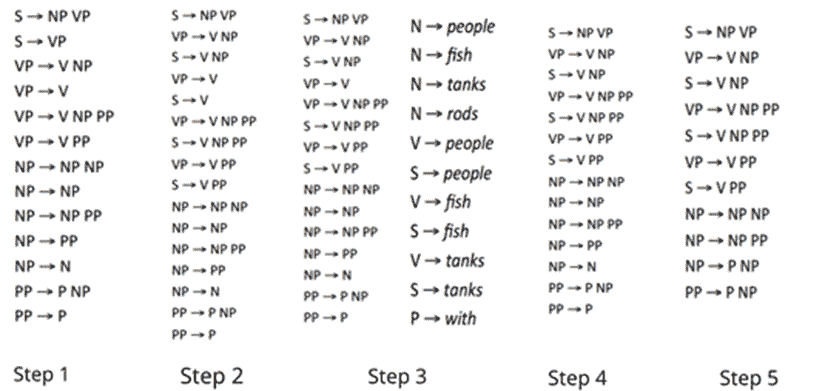 S → NP VP
S → VP
VP → V NP
VP → V
VP → V NP PP
VP → V PP
NP → NP NP
NP → NP
NP → NP PP
NP → PP
NP → N
PP → P NP
PP → P
Step 1
S → NP VP
VP → V NP
S → V NP
VP → V
S → V
VP → V NP PP
S → V NP PP
VP → V PP
S → V PP
NP → NP NP
NP → NP
NP → NP PP
NP → PP
NP → N
PP → P NP
PP → P
Step 2
S → NP VP
VP → V NP
S → V NP
VP → V
VP → V NP PP
S → V NP PP
VP → V PP
S → V PP
NP → NP NP
NP → NP
NP → NP PP
NP → PP
NP → N
PP → P NP
PP → P
N → people
N → fish
N → tanks
N → rods
V → people
S → people
V → fish
S → fish
V → tanks
S → tanks
P → with
Step 3
S → NP VP
VP → V NP
S → V NP
VP → V NP PP
S → V NP PP
VP → V PP
S → V PP
NP → NP NP
NP → NP
NP → NP PP
NP → PP
NP → N
PP → P NP
PP → P
Step 4
S → NP VP
VP → V NP
S → V NP
VP → V NP PP
S → V NP PP
VP → V PP
S → V PP
NP → NP NP
NP → NP PP
NP → P NP
PP → P NP
Step 5